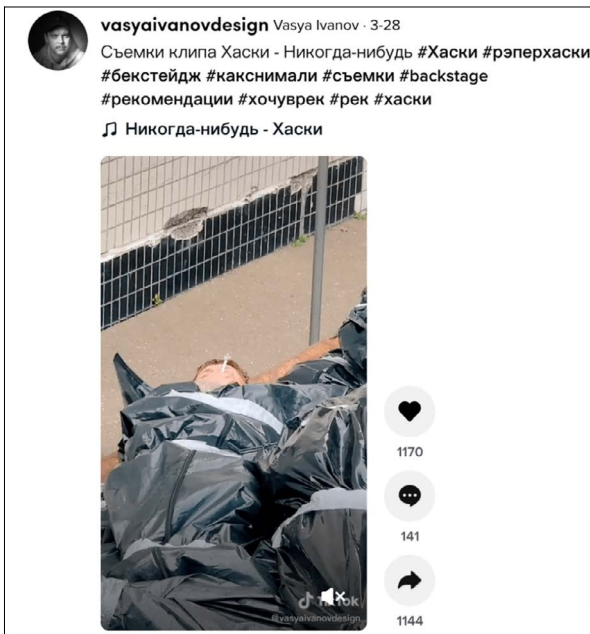 vasyaivanovdesign Vasya Ivanov · 3-28
Съемки клипа Хаски - Никогда-нибудь #Хаски #рэперхаски
#бекстейдж #какснимали #съемки #backstage
#рекомендации #хочуврек #рек #хаски
Никогда-нибудь - Хаски
1170
141
TikTok
@vasyaivanovdesign
1144